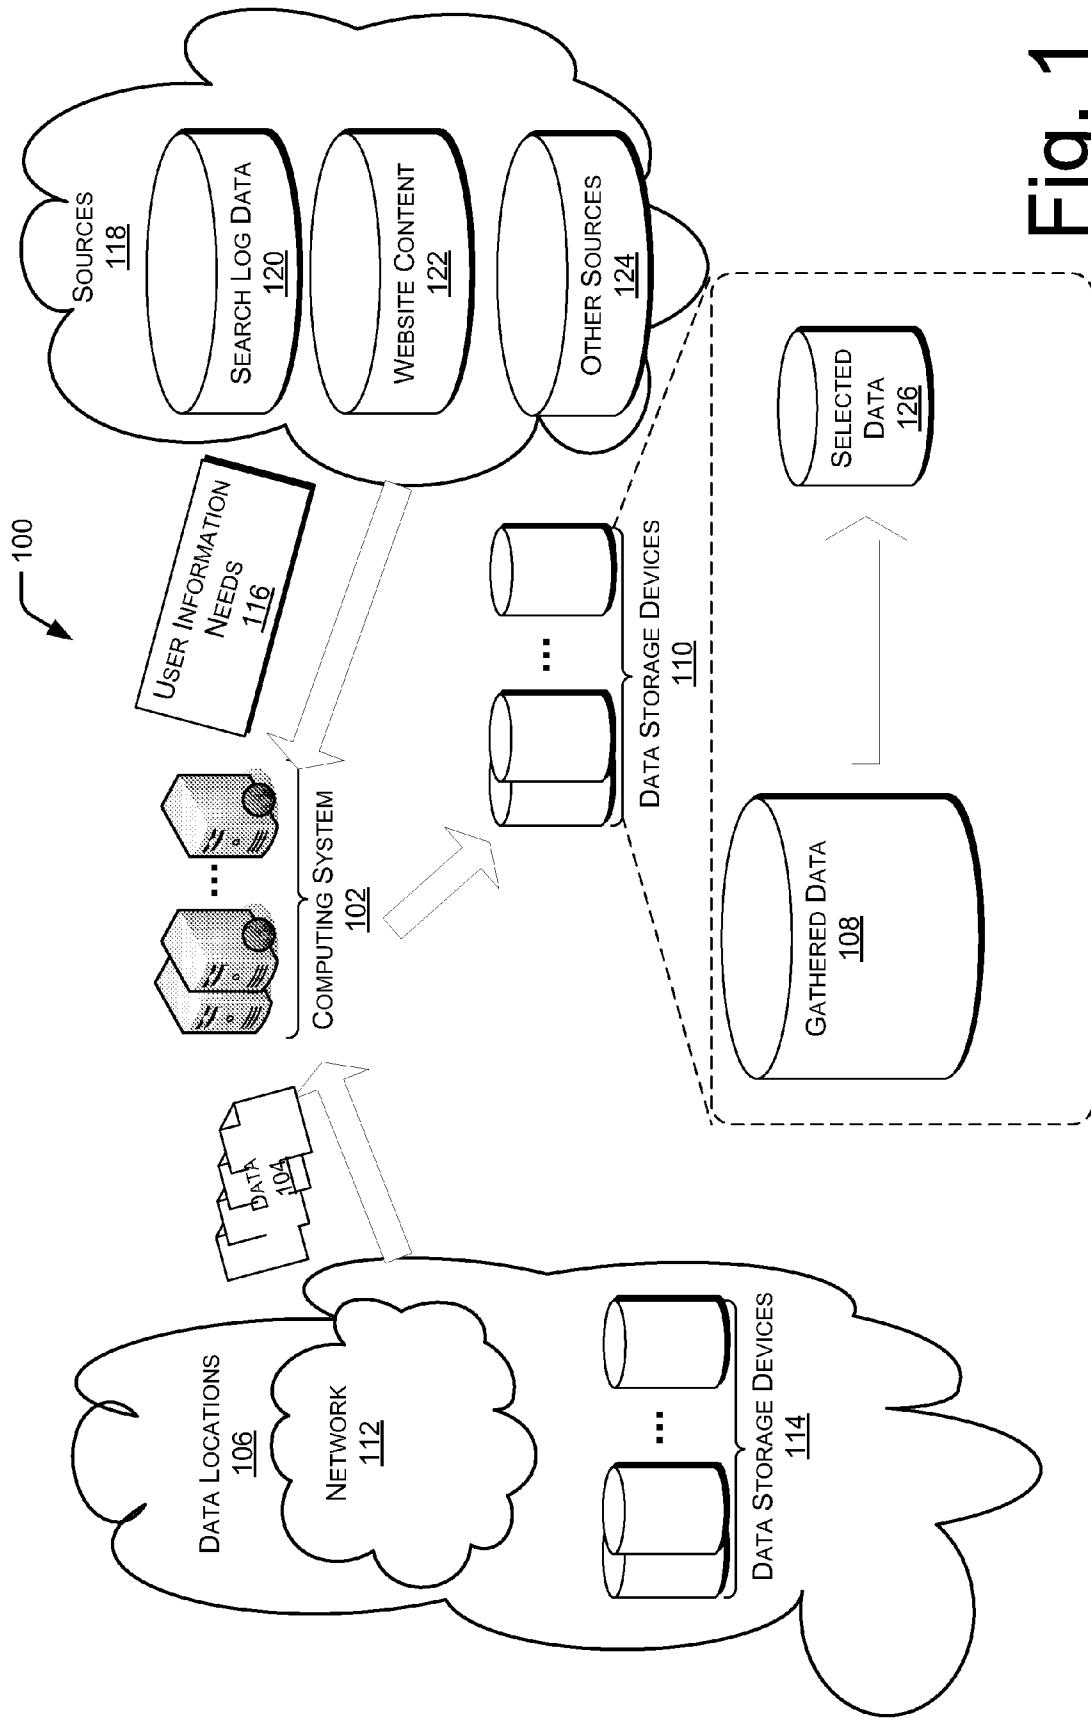 100
DATA LOCATIONS
106
NETWORK
112
DATA STORAGE DEVICES
114
DATA
104
COMPUTING SYSTEM
102
USER INFORMATION
NEEDS
116
SOURCES
118
SEARCH LOG DATA
120
WEBSITE CONTENT
122
OTHER SOURCES
124
DATA STORAGE DEVICES
110
GATHERED DATA
108
SELECTED
DATA
126
Fig. 1